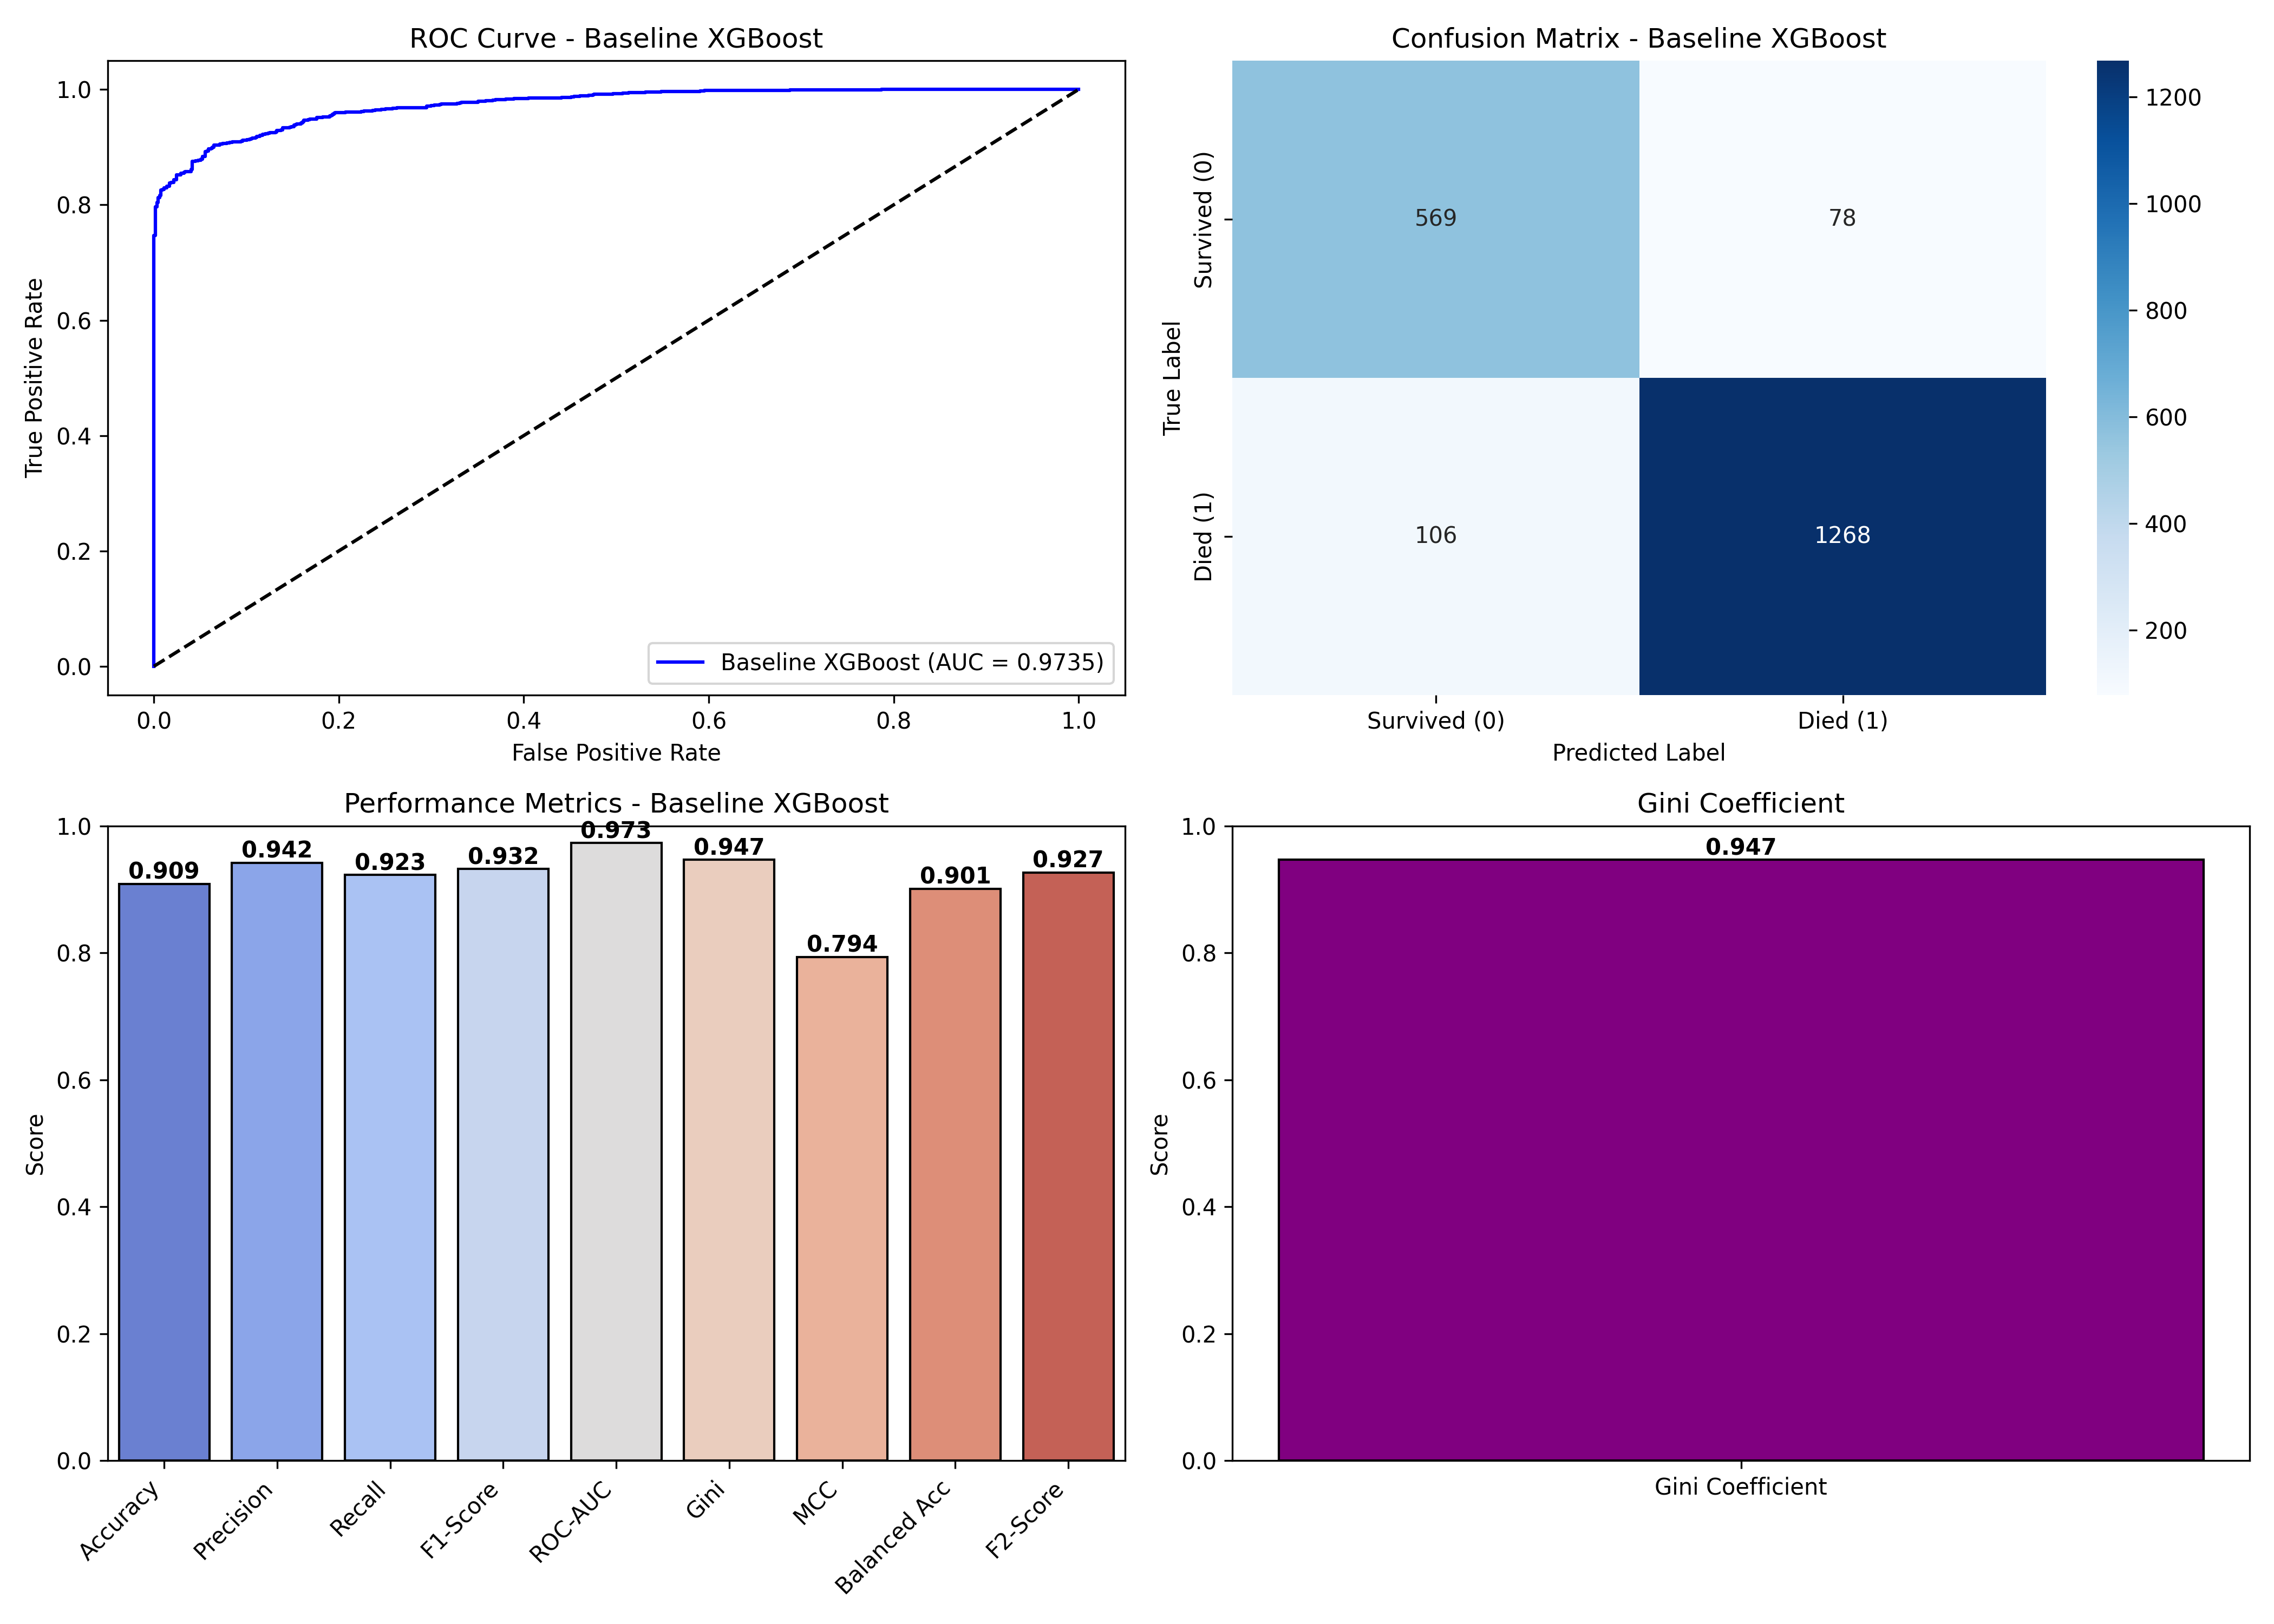 ROC Curve - Baseline XGBoost
True Positive Rate
1.0
0.8
0.6
0.4
0.2
0.0
Baseline XGBoost (AUC = 0.9735)
0.0 0.2 0.4 0.6 0.8 1.0
False Positive Rate
Confusion Matrix - Baseline XGBoost
True Label
Survived (0)
Died (1)
569 78
106 1268
Survived (0) Died (1)
Predicted Label
1200
1000
800
600
400
200
Performance Metrics - Baseline XGBoost
Score
1.0
0.8
0.6
0.4
0.2
0.0
0.909 0.942 0.923 0.932 0.973 0.947 0.794 0.901 0.927
Accuracy Precision Recall F1-Score ROC-AUC Gini MCC Balanced Acc F2-Score
Gini Coefficient
Score
1.0
0.8
0.6
0.4
0.2
0.0
0.947
Gini Coefficient